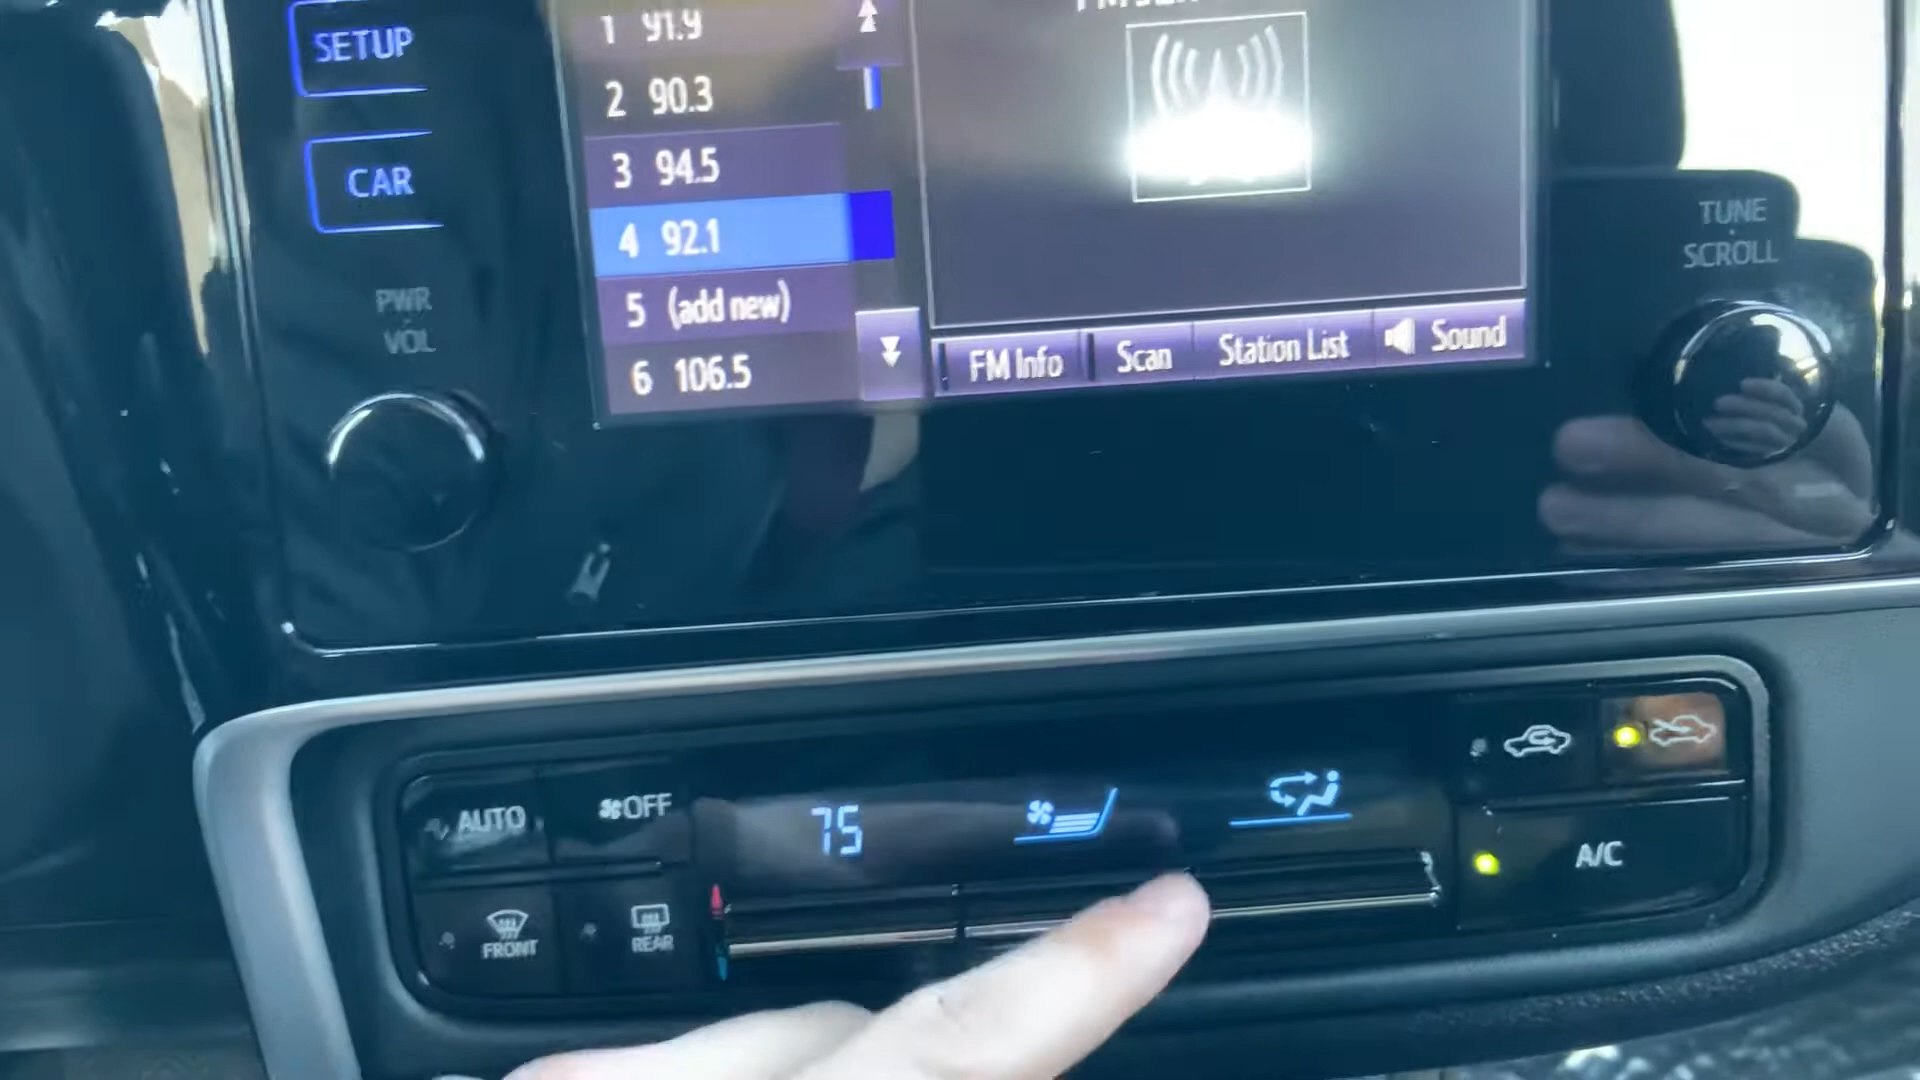 SETUP
CAR
PWR
VOL
1 91.9
2 90.3
3 94.5
4 92.1
5 (add new)
6 106.5
FM Info
Scan
Station List
Sound
TUNE
SCROLL
AUTO
OFF
75
A/C
FRONT
REAR